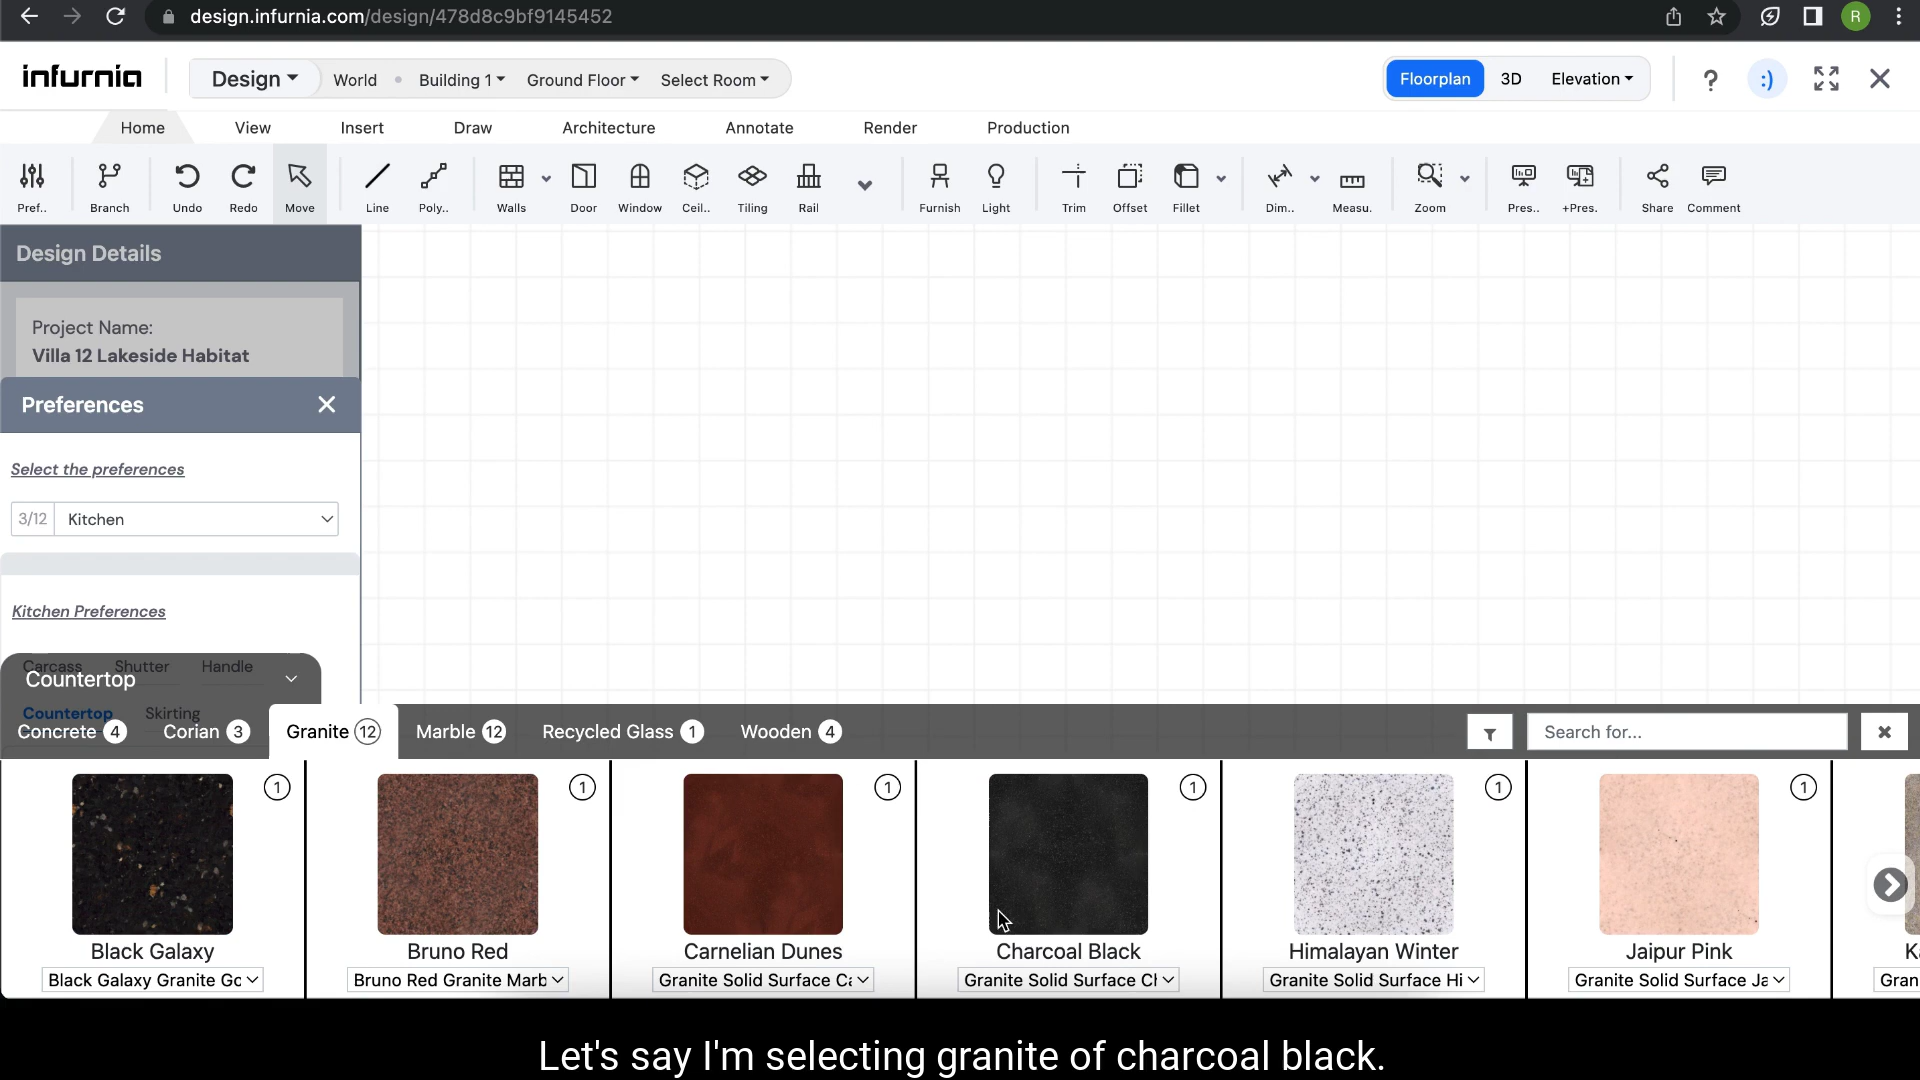 design.infurnia.com/design/478d8c9bf9145452
R
infurnia
Design World Building 1 Ground Floor Select Room
Floorplan 3D Elevation ? :)
Home View Insert Draw Architecture Annotate Render Production
Pref.. Branch Undo Redo Move Line Poly.. Walls Door Window Ceil.. Tiling Rail Furnish Light Trim Offset Fillet Dim.. Measu. Zoom Pres.. +Pres. Share Comment
Design Details
Project Name:
Villa 12 Lakeside Habitat
Preferences
Select the preferences
3/12 Kitchen
Kitchen Preferences
Carcass Shutter Handle
Countertop
Countertop Skirting
Concrete 4 Corian 3 Granite 12 Marble 12 Recycled Glass 1 Wooden 4 Search for...
1 1 1 1 1 1
Black Galaxy Bruno Red Carnelian Dunes Charcoal Black Himalayan Winter Jaipur Pink
Black Galaxy Granite Bruno Red Granite Marb Granite Solid Surface Granite Solid Surface Granite Solid Surface Hi Granite Solid Surface Ja Gran
Let's say I'm selecting granite of charcoal black.